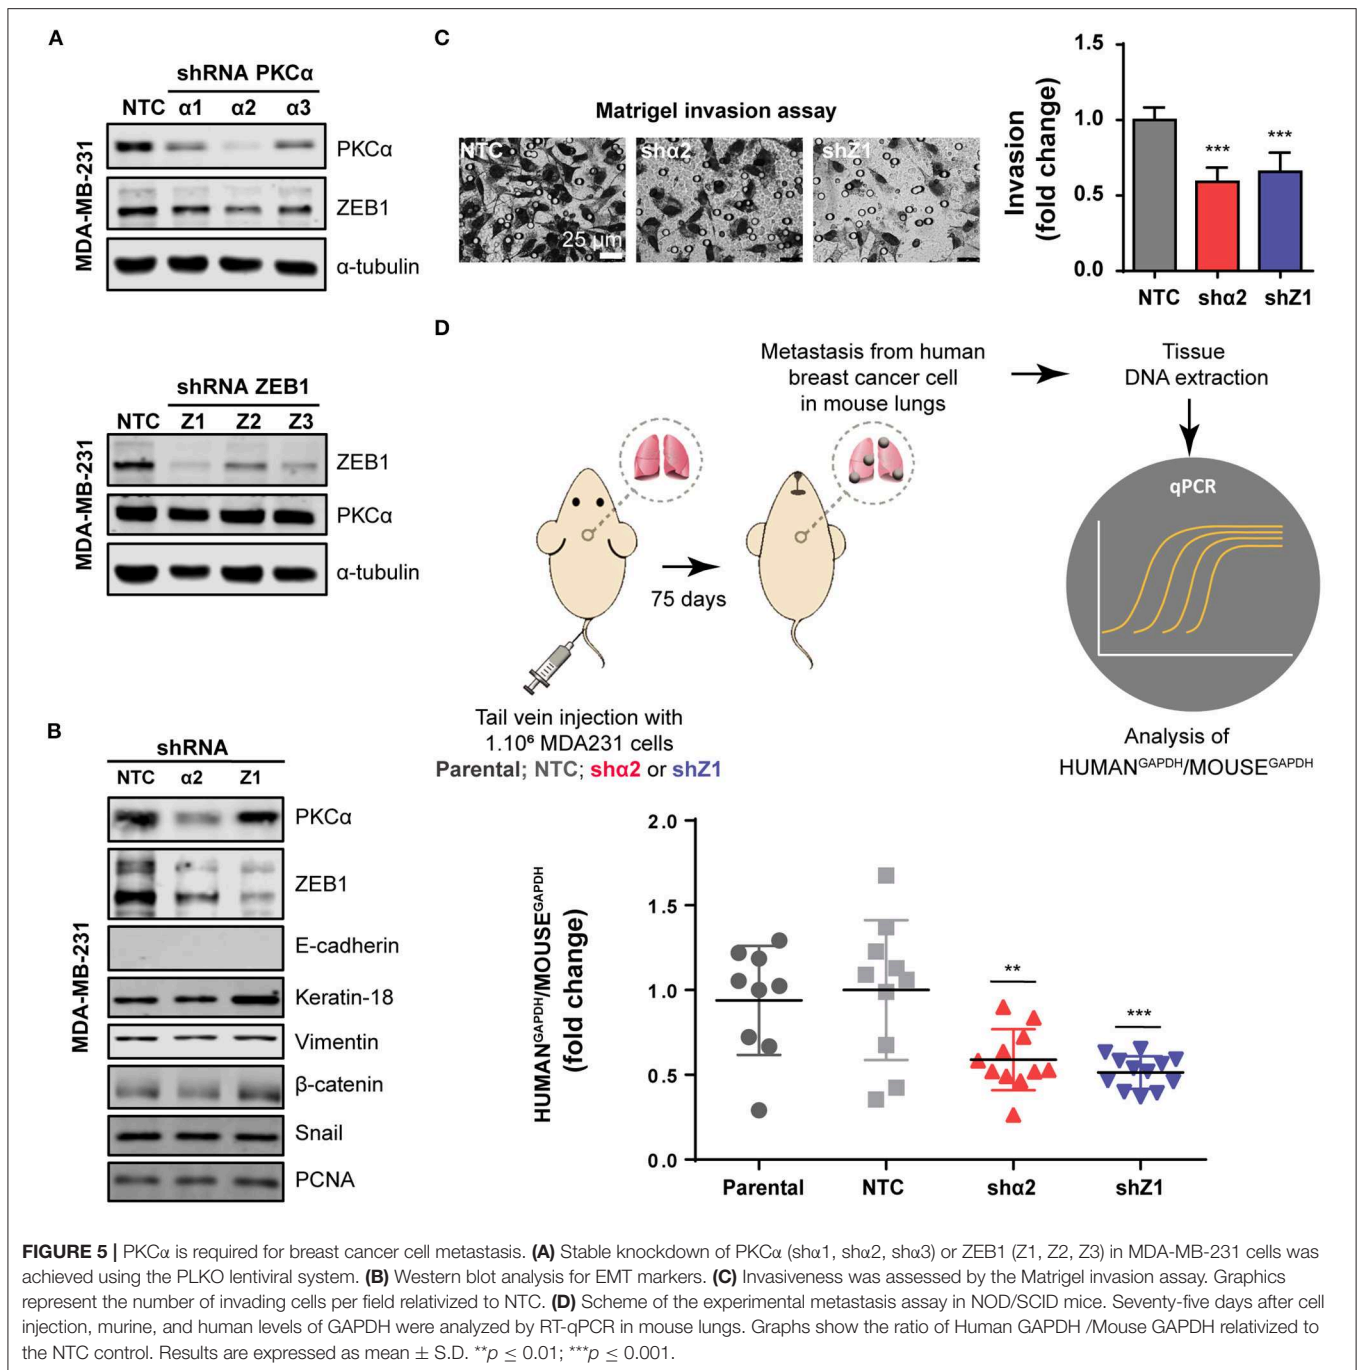 A
shRNA PKCα
NTC α1 α2 α3
MDA-MB-231
PKCα
ZEB1
α-tubulin
shRNA ZEB1
NTC Z1 Z2 Z3
MDA-MB-231
ZEB1
PKCα
α-tubulin
B
shRNA
NTC α2 Z1
MDA-MB-231
PKCα
ZEB1
E-cadherin
Keratin-18
Vimentin
β-catenin
Snail
PCNA
C
Matrigel invasion assay
NTC shα2 shZ1
25 μm
Invasion
(fold change)
1.0
0.5
0.0
***
***
NTC shα2 shZ1
D
Metastasis from human
breast cancer cell
in mouse lungs
Tissue
DNA extraction
qPCR
75 days
Tail vein injection with
1.10⁶ MDA231 cells
Parental; NTC; shα2 or shZ1
Analysis of
HUMANᴳᴬᴾᴰᴴ/MOUSEᴳᴬᴾᴰᴴ
HUMANᴳᴬᴾᴰᴴ/MOUSEᴳᴬᴾᴰᴴ
(fold change)
2.0
1.5
1.0
0.5
0.0
**
***
Parental NTC shα2 shZ1
FIGURE 5 | PKCα is required for breast cancer cell metastasis. (A) Stable knockdown of PKCα (shα1, shα2, shα3) or ZEB1 (Z1, Z2, Z3) in MDA-MB-231 cells was
achieved using the PLKO lentiviral system. (B) Western blot analysis for EMT markers. (C) Invasiveness was assessed by the Matrigel invasion assay. Graphics
represent the number of invading cells per field relativized to NTC. (D) Scheme of the experimental metastasis assay in NOD/SCID mice. Seventy-five days after cell
injection, murine, and human levels of GAPDH were analyzed by RT-qPCR in mouse lungs. Graphs show the ratio of Human GAPDH /Mouse GAPDH relativized to
the NTC control. Results are expressed as mean ± S.D. **p ≤ 0.01; ***p ≤ 0.001.